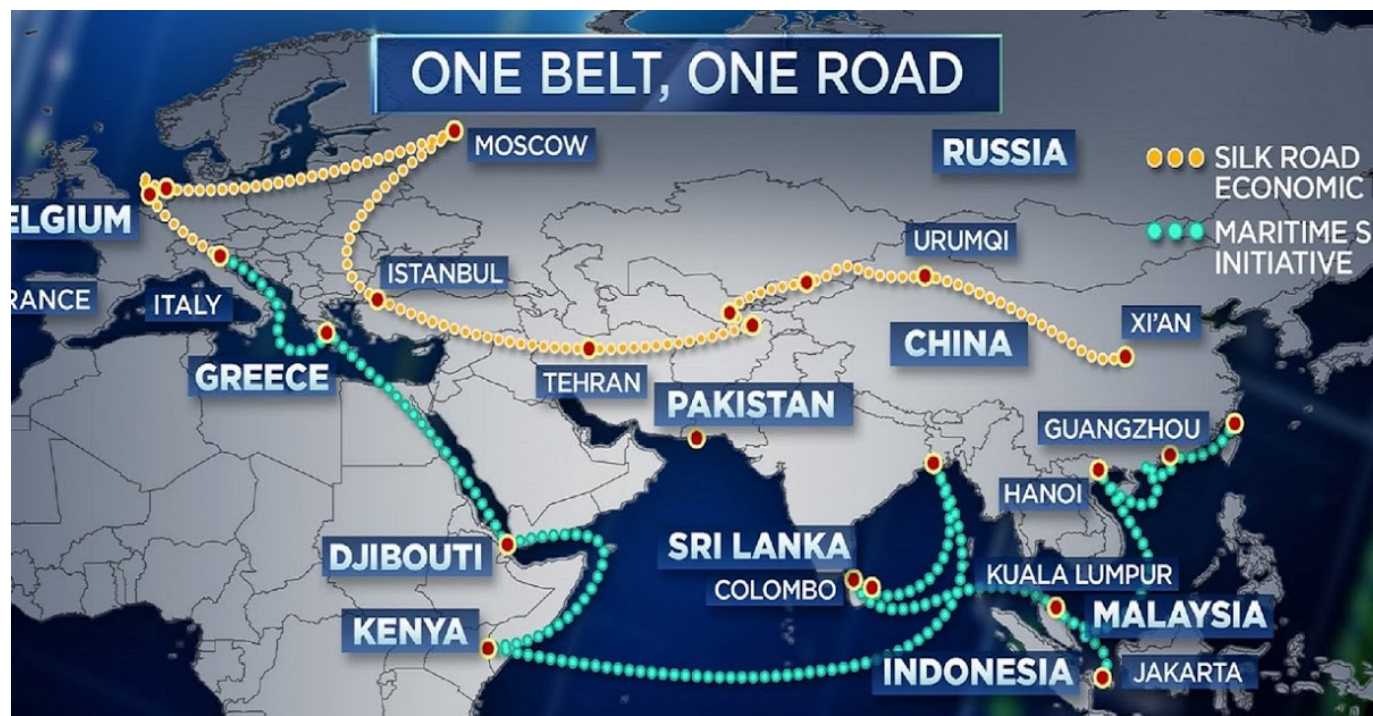 ONE BELT, ONE ROAD
MOSCOW
RUSSIA
SILK ROAD
ECONOMIC
ELGIUM
MARITIME S
INITIATIVE
URUMQI
ISTANBUL
RANCE
ITALY
XI'AN
CHINA
GREECE
TEHRAN
PAKISTAN
GUANGZHOU
HANOI
DJIBOUTI
SRI LANKA
COLOMBO
KUALA LUMPUR
MALAYSIA
KENYA
INDONESIA
JAKARTA